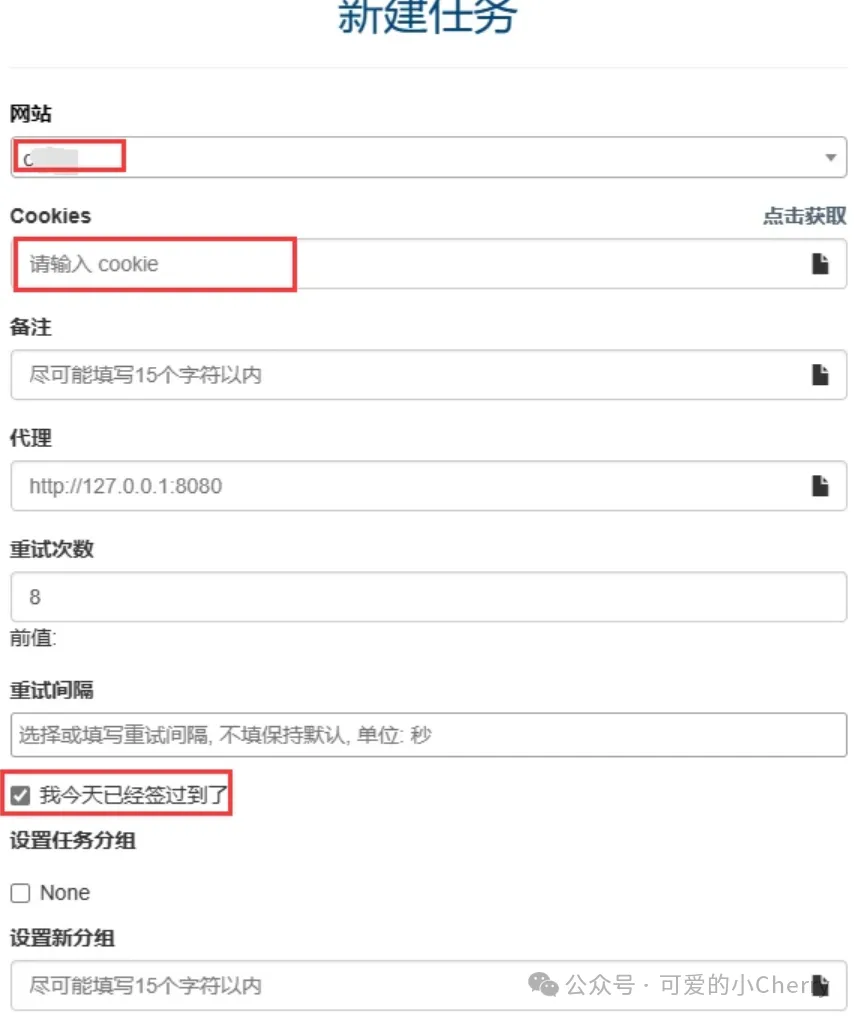 新建任务
网站
Cookies 点击获取
请输入 cookie
备注
尽可能填写15个字符以内
代理
http://127.0.0.1:8080
重试次数
8
前值:
重试间隔
选择或填写重试间隔, 不填保持默认, 单位: 秒
我今天已经签过到了
设置任务分组
None
设置新分组
尽可能填写15个字符以内
公众号 · 可爱的小Cherry